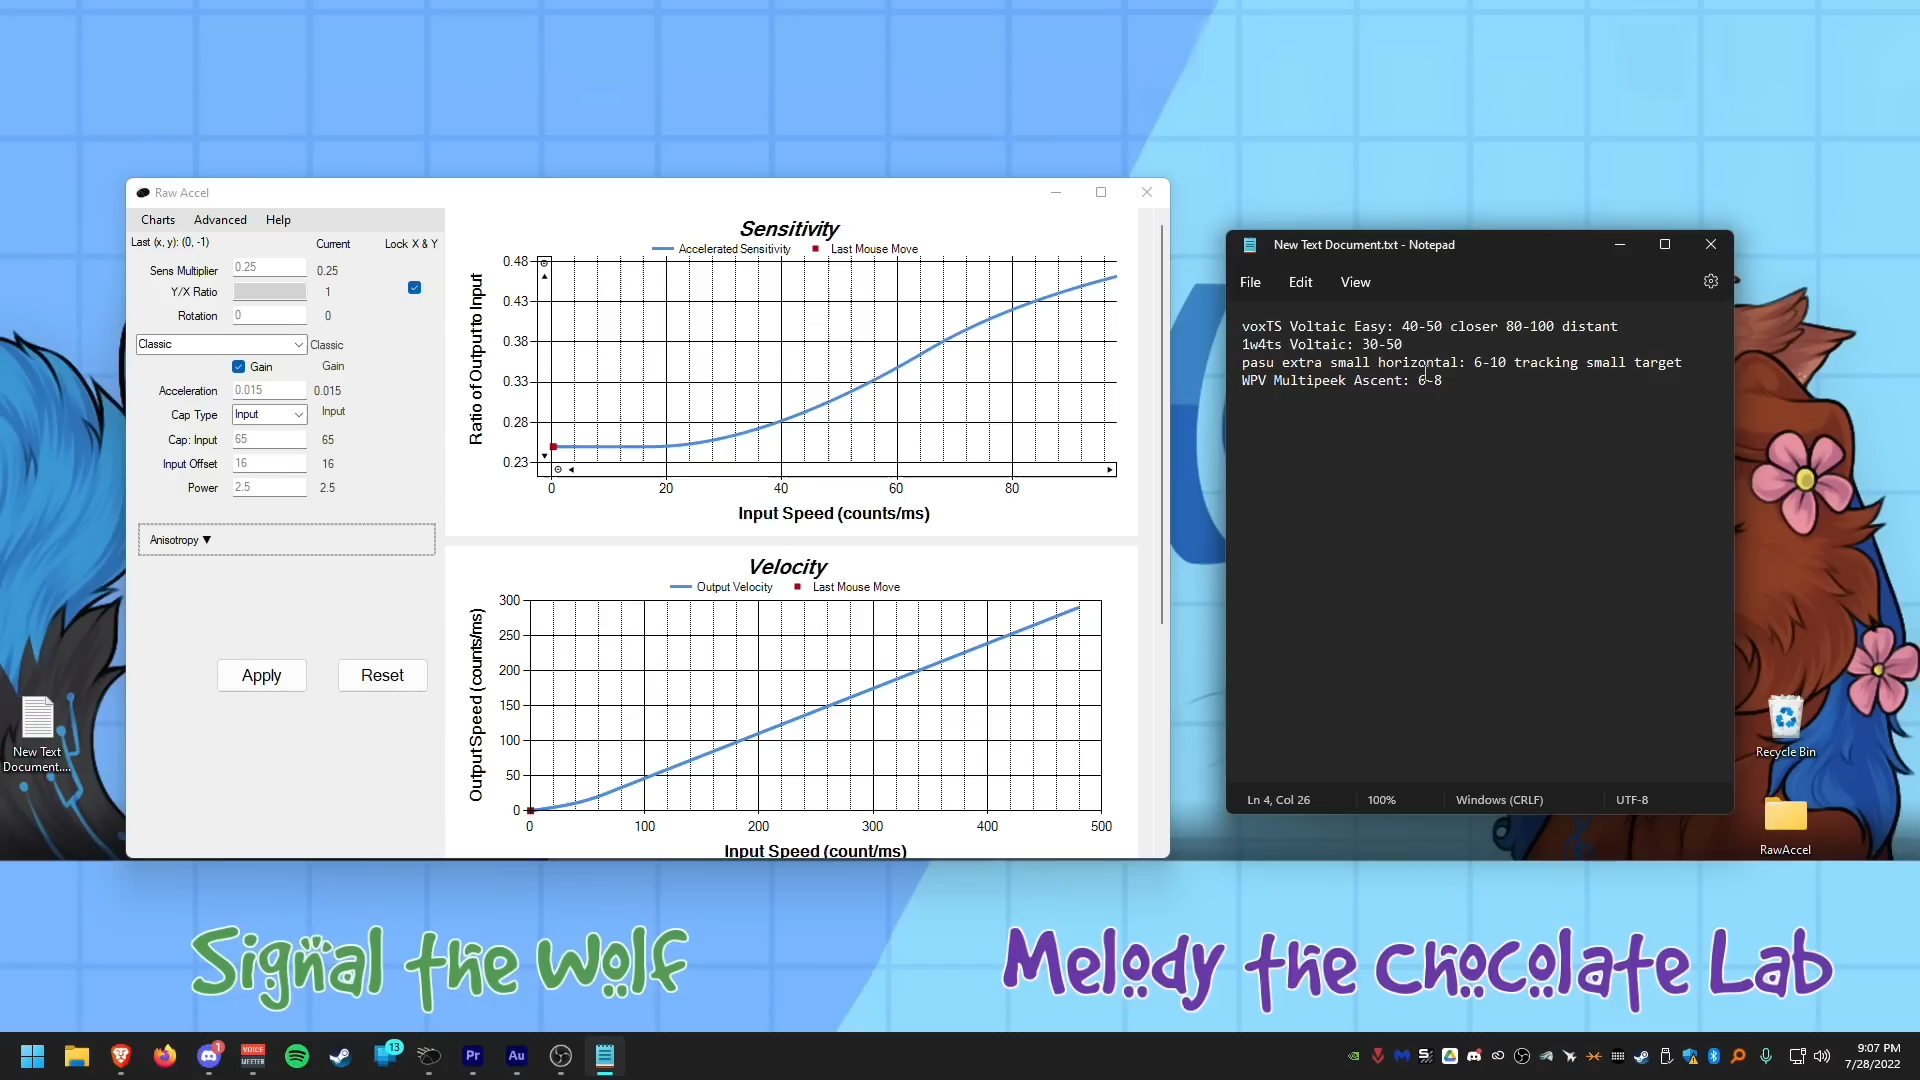 Raw Accel
Charts Advanced Help
Last (x, y): (0, -1)
Current
Lock X & Y
Sens Multiplier 0.25 0.25
Y/X Ratio 1
Rotation 0 0
Classic Classic
Gain Gain
Acceleration 0.015 0.015
Cap Type Input Input
Cap: Input 65 65
Input Offset 16 16
Power 2.5 2.5
Anisotropy ▼
Apply Reset
Sensitivity
Accelerated Sensitivity Last Mouse Move
Ratio of Output to Input
0.48
0.43
0.38
0.33
0.28
0.23
0 20 40 60 80
Input Speed (counts/ms)
Velocity
Output Velocity Last Mouse Move
Output Speed (counts/ms)
300
250
200
150
100
50
0
0 100 200 300 400 500
Input Speed (count/ms)
New Text Document.txt - Notepad
File Edit View
voxTS Voltaic Easy: 40-50 closer 80-100 distant
1w4ts Voltaic: 30-50
pasu extra small horizontal: 6-10 tracking small target
WPV Multipeek Ascent: 6-8
Ln 4, Col 26 100% Windows (CRLF) UTF-8
New Text
Document....
Recycle Bin
RawAccel
Signal the Wolf
Melody the Chocolate Lab
1
VOICE
MEETER
13
Pr
Au
9:07 PM
7/28/2022